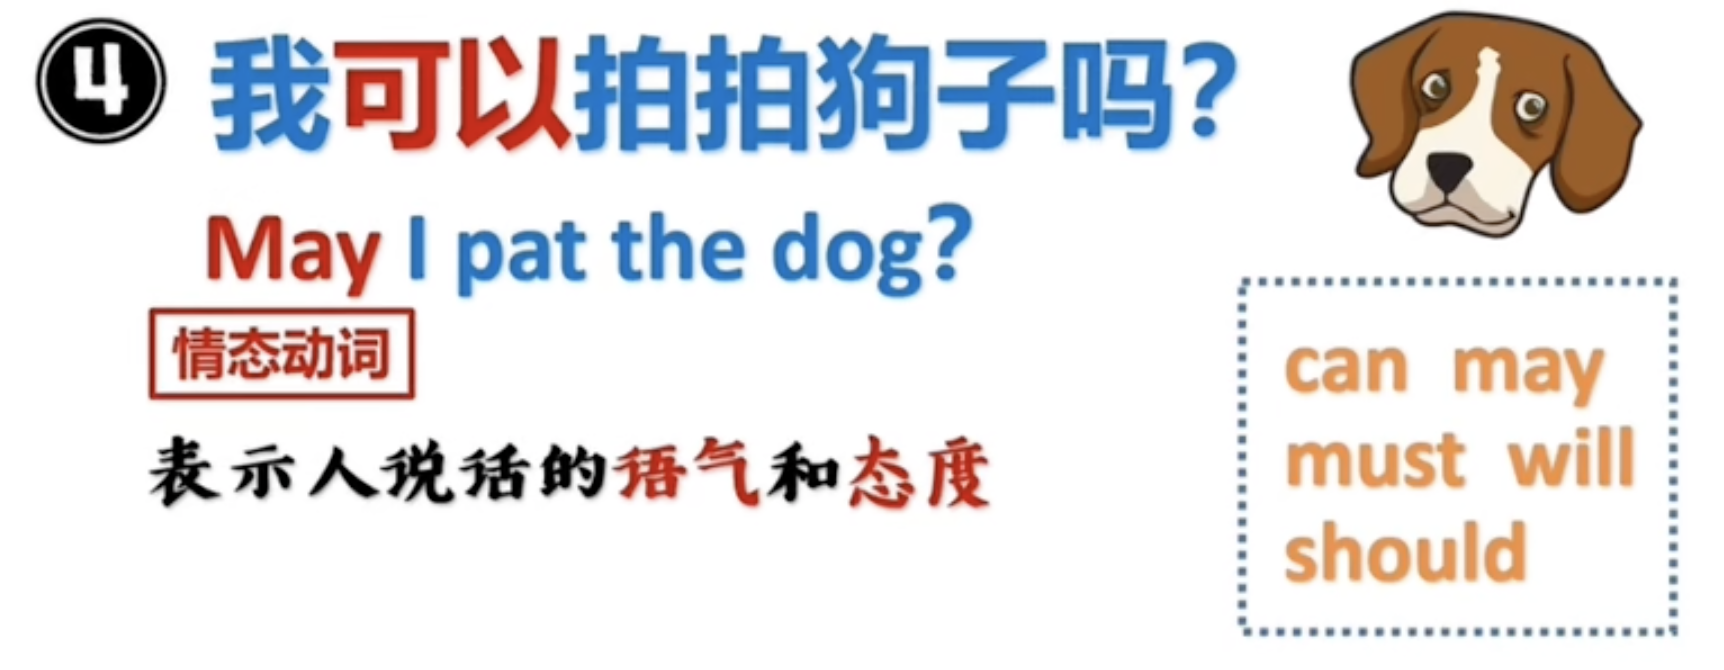 4 我可以拍拍狗子吗?
May I pat the dog?
情态动词
表示人说话的语气和态度
can may
must will
should